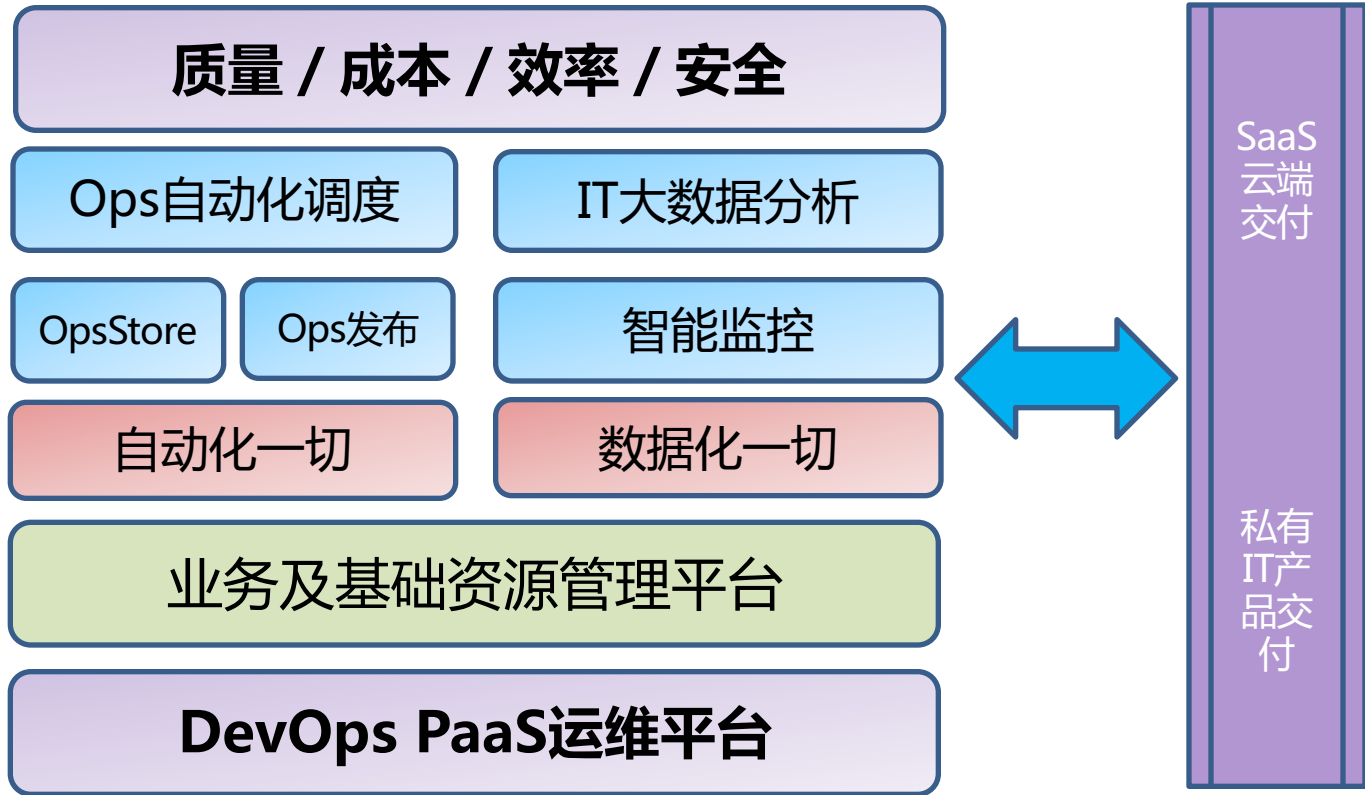 质量 / 成本 / 效率 / 安全
Ops自动化调度
IT大数据分析
OpsStore
Ops发布
智能监控
自动化一切
数据化一切
业务及基础资源管理平台
DevOps PaaS运维平台
SaaS
云端
交付
私有
IT产
品交
付